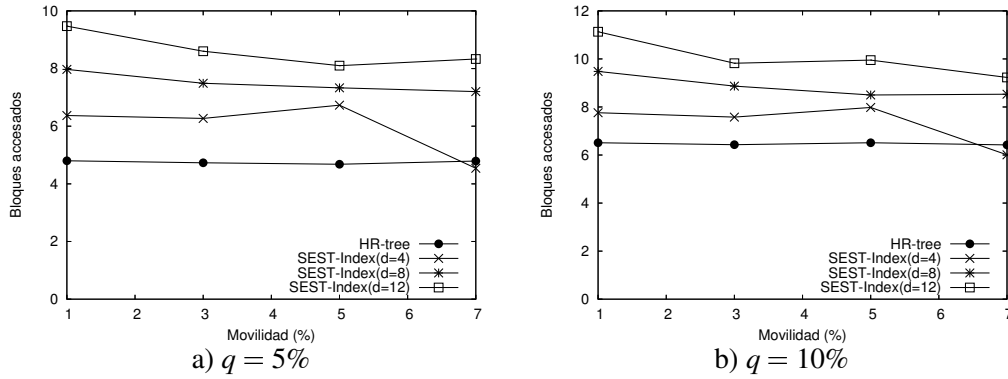 10
8
6
4
2
0
Bloques accesados
HR-tree
SEST-Index(d=4)
SEST-Index(d=8)
SEST-Index(d=12)
1 2 3 4 5 6 7
Movilidad (%)
a) q = 5%
12
10
8
6
4
2
0
Bloques accesados
HR-tree
SEST-Index(d=4)
SEST-Index(d=8)
SEST-Index(d=12)
1 2 3 4 5 6 7
Movilidad (%)
b) q = 10%